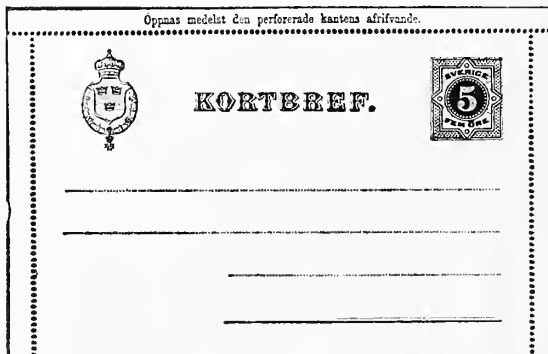 Öppnas medelst den perforerade kantens afrifvande.
KORTBREF.
SVERIGE
5
FEM ÖRE